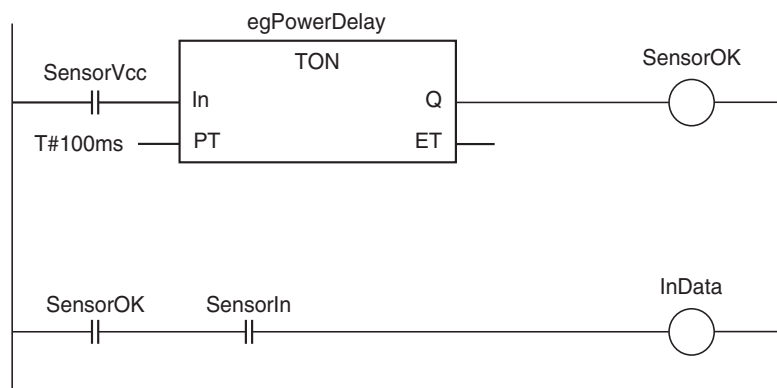 egPowerDelay
TON
SensorVcc
SensorOK
In
Q
T#100ms
PT
ET
SensorOK
SensorIn
InData